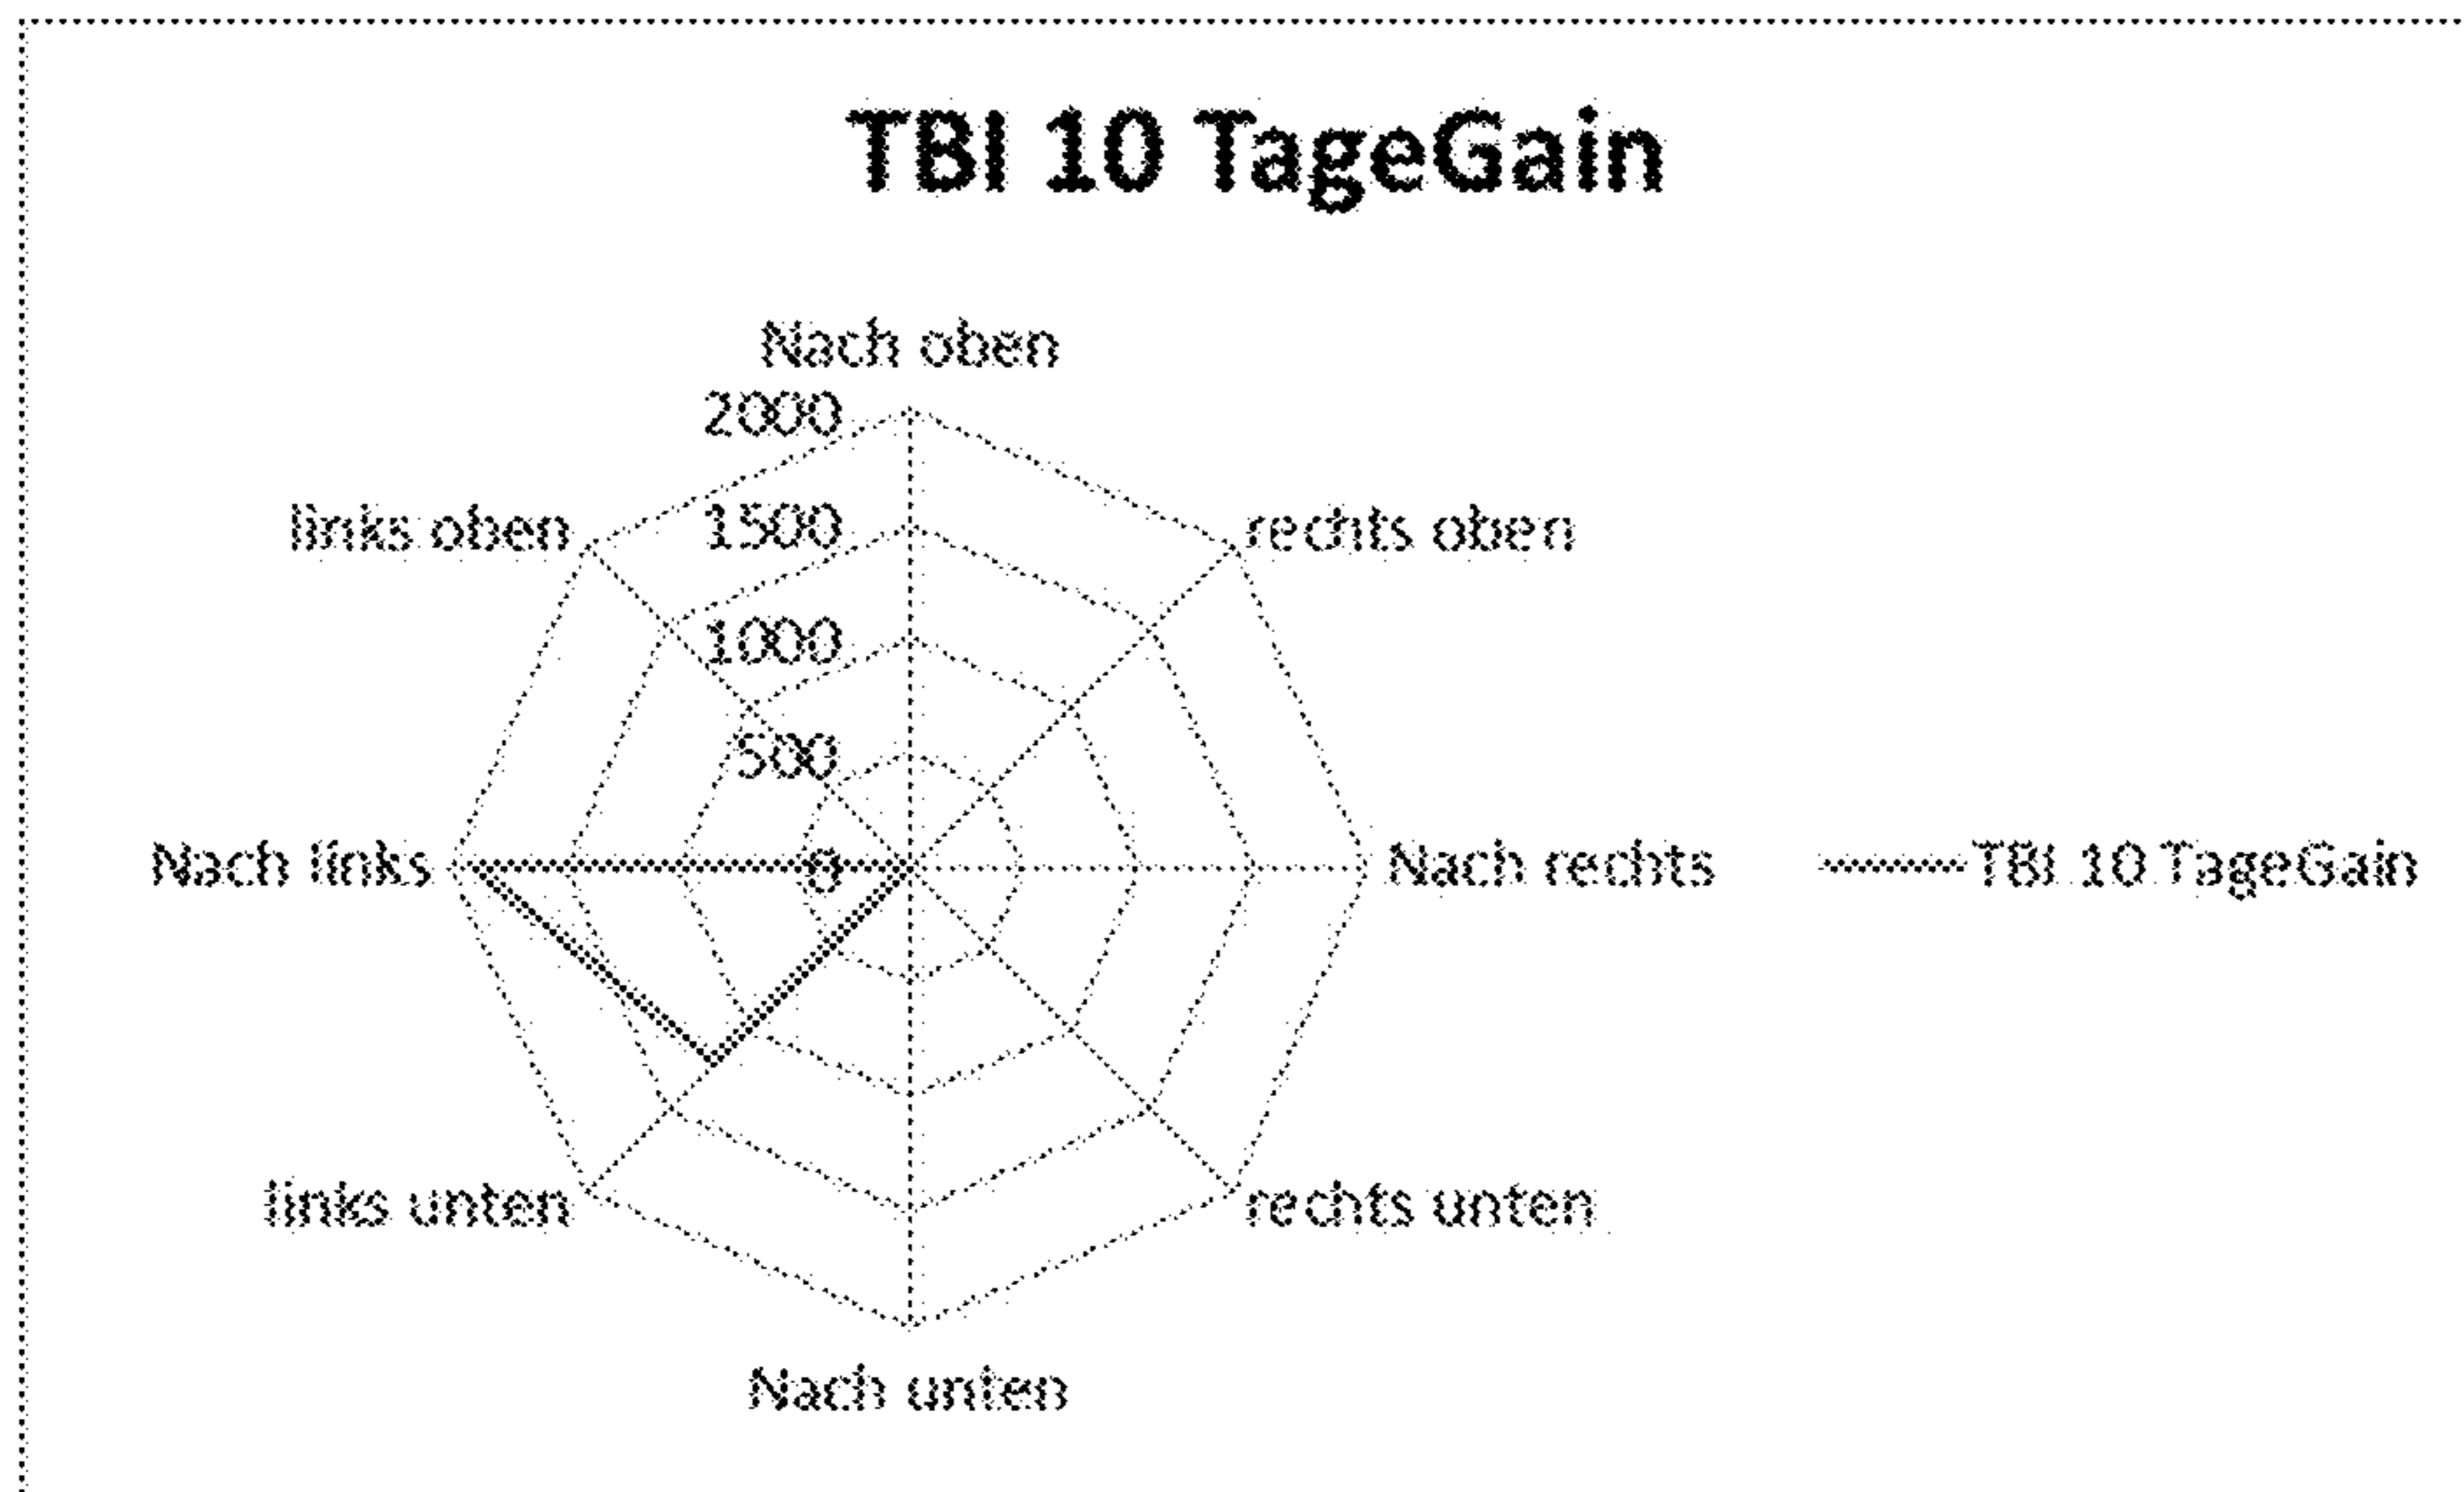 TBI 10 TageGain
Nach oben
2000
links oben
1500
rechts oben
1000
500
Nach links
0
Nach rechts
TBI 10 TageGain
links unten
rechts unten
Nach unten